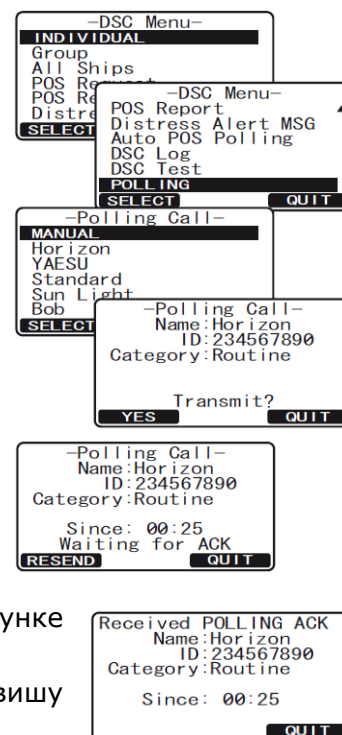 -DSC Menu-
INDIVIDUAL
Group
All Ships
POS
POS Re
Distre
SELECT
-DSC Menu-
POS Report
Distress Alert MSG
Auto POS Polling
DSC Log
DSC Test
POLLING
SELECT QUIT
-Polling Call-
MANUAL
Horizon
YAESU
Standard
Sun Light
Bob
SELECT
-Polling Call-
Name:Horizon
ID:234567890
Category:Routine
Transmit?
YES QUIT
-Polling Call-
Name:Horizon
ID:234567890
Category:Routine
Since: 00:25
Waiting for ACK
RESEND QUIT
унке
вишу
Received POLLING ACK
Name:Horizon
ID:234567890
Category:Routine
Since: 00:25
QUIT